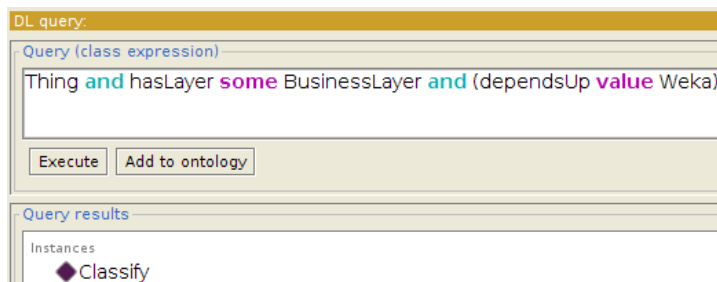 DL query:
Query (class expression)
Thing and hasLayer some BusinessLayer and (dependsUp value Weka)
Execute Add to ontology
Query results
Instances
Classify